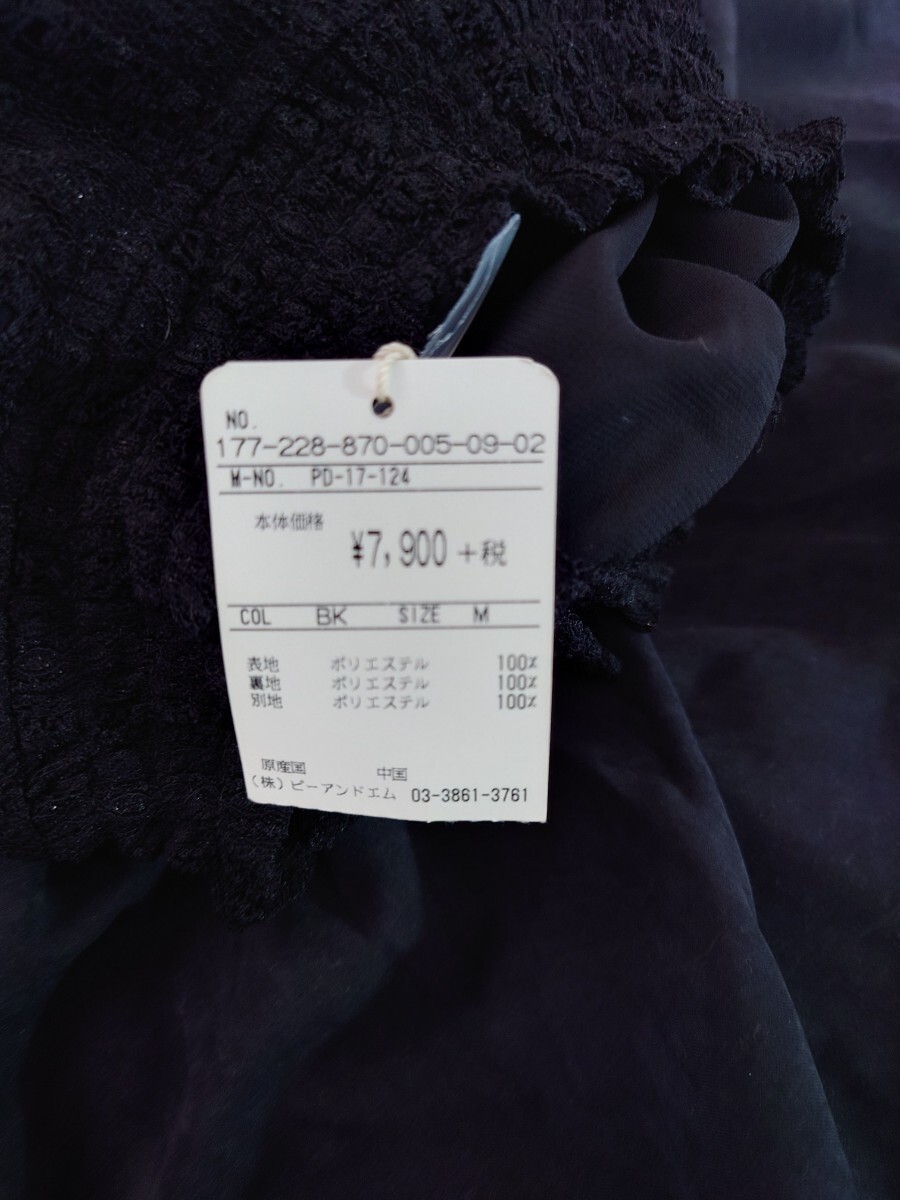 NO.
177-228-870-005-09-02
M-NO. PD-17-124
本体価格
¥7,900 +税
COL BK SIZE M
表地 ポリエステル 100%
裏地 ポリエステル 100%
別地 ポリエステル 100%
原産国 中国
(株)ピーアンドエム 03-3861-3761